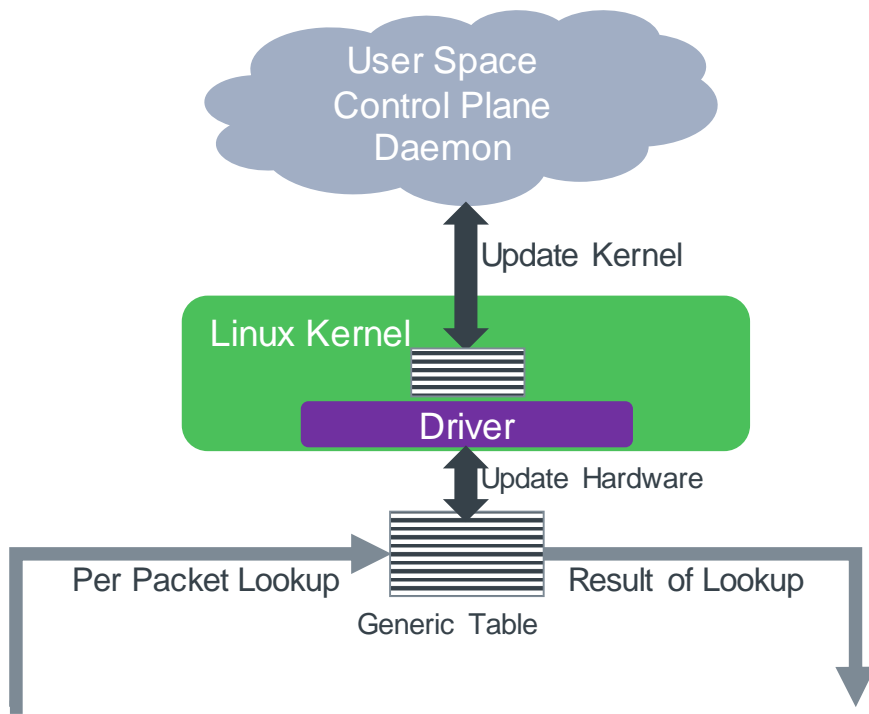 User Space
Control Plane
Daemon
Update Kernel
Linux Kernel
Driver
Update Hardware
Per Packet Lookup
Result of Lookup
Generic Table